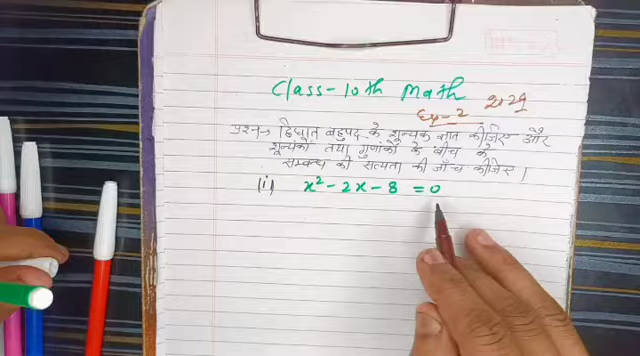 Class-10th Math
Ex-2 2024
प्रश्न→ द्विघात बहुपद के शून्यक ज्ञात कीजिए और
शून्यकों तथा गुणांकों के बीच के
सम्बन्ध की सत्यता की जाँच कीजिए।
(i) x² - 2x - 8 = 0